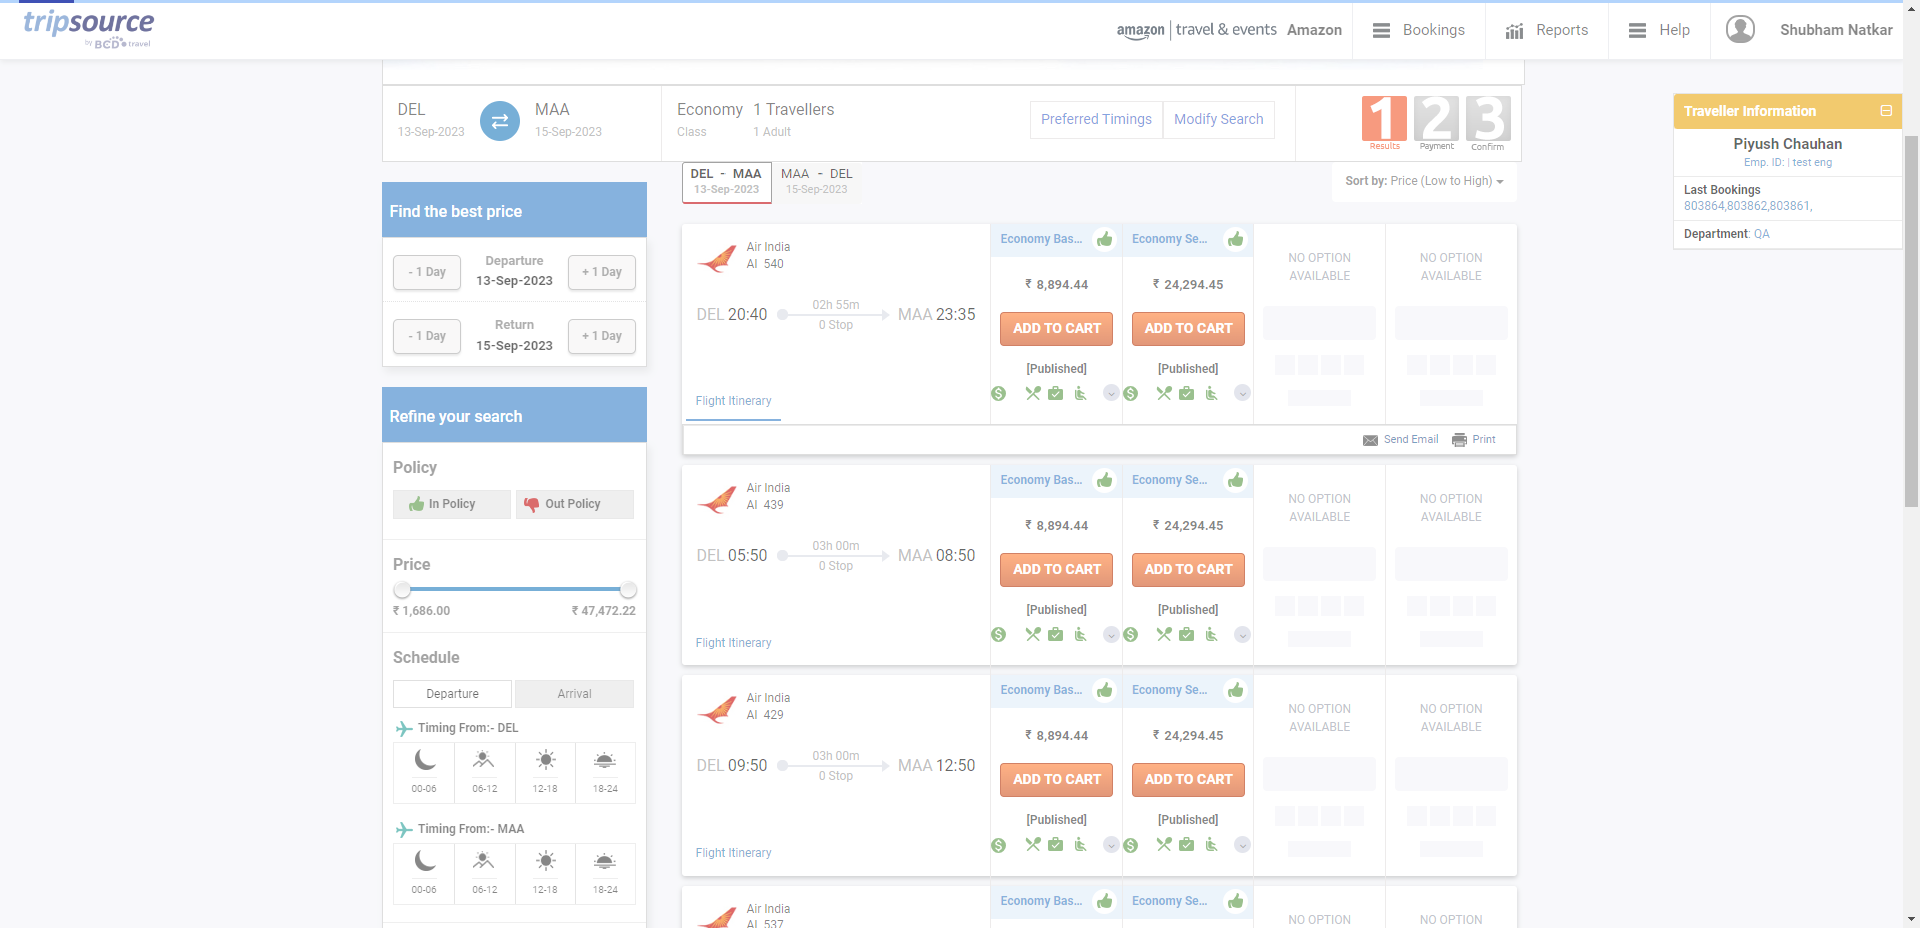 tripsource
by BCD travel
amazon | travel & events Amazon
Bookings
Reports
Help
Shubham Natkar
DEL
13-Sep-2023
MAA
15-Sep-2023
Economy
Class
1 Travellers
1 Adult
Preferred Timings
Modify Search
1 Results
2 Payment
3 Confirm
Traveller Information
Piyush Chauhan
Emp. ID: | test eng
Last Bookings
803864,803862,803861,
Department: QA
DEL - MAA
13-Sep-2023
MAA - DEL
15-Sep-2023
Sort by: Price (Low to High)
Find the best price
- 1 Day
Departure
13-Sep-2023
+ 1 Day
- 1 Day
Return
15-Sep-2023
+ 1 Day
Refine your search
Policy
In Policy
Out Policy
Price
₹ 1,686.00
₹ 47,472.22
Schedule
Departure
Arrival
Timing From:- DEL
00-06
06-12
12-18
18-24
Timing From:- MAA
00-06
06-12
12-18
18-24
Air India
AI 540
DEL 20:40
02h 55m
0 Stop
MAA 23:35
Flight Itinerary
Economy Bas...
₹ 8,894.44
ADD TO CART
[Published]
Economy Se...
₹ 24,294.45
ADD TO CART
[Published]
NO OPTION
AVAILABLE
NO OPTION
AVAILABLE
Send Email
Print
Air India
AI 439
DEL 05:50
03h 00m
0 Stop
MAA 08:50
Flight Itinerary
Economy Bas...
₹ 8,894.44
ADD TO CART
[Published]
Economy Se...
₹ 24,294.45
ADD TO CART
[Published]
NO OPTION
AVAILABLE
NO OPTION
AVAILABLE
Air India
AI 429
DEL 09:50
03h 00m
0 Stop
MAA 12:50
Flight Itinerary
Economy Bas...
₹ 8,894.44
ADD TO CART
[Published]
Economy Se...
₹ 24,294.45
ADD TO CART
[Published]
NO OPTION
AVAILABLE
NO OPTION
AVAILABLE
Air India
AI 537
Economy Bas...
Economy Se...
NO OPTION
NO OPTION